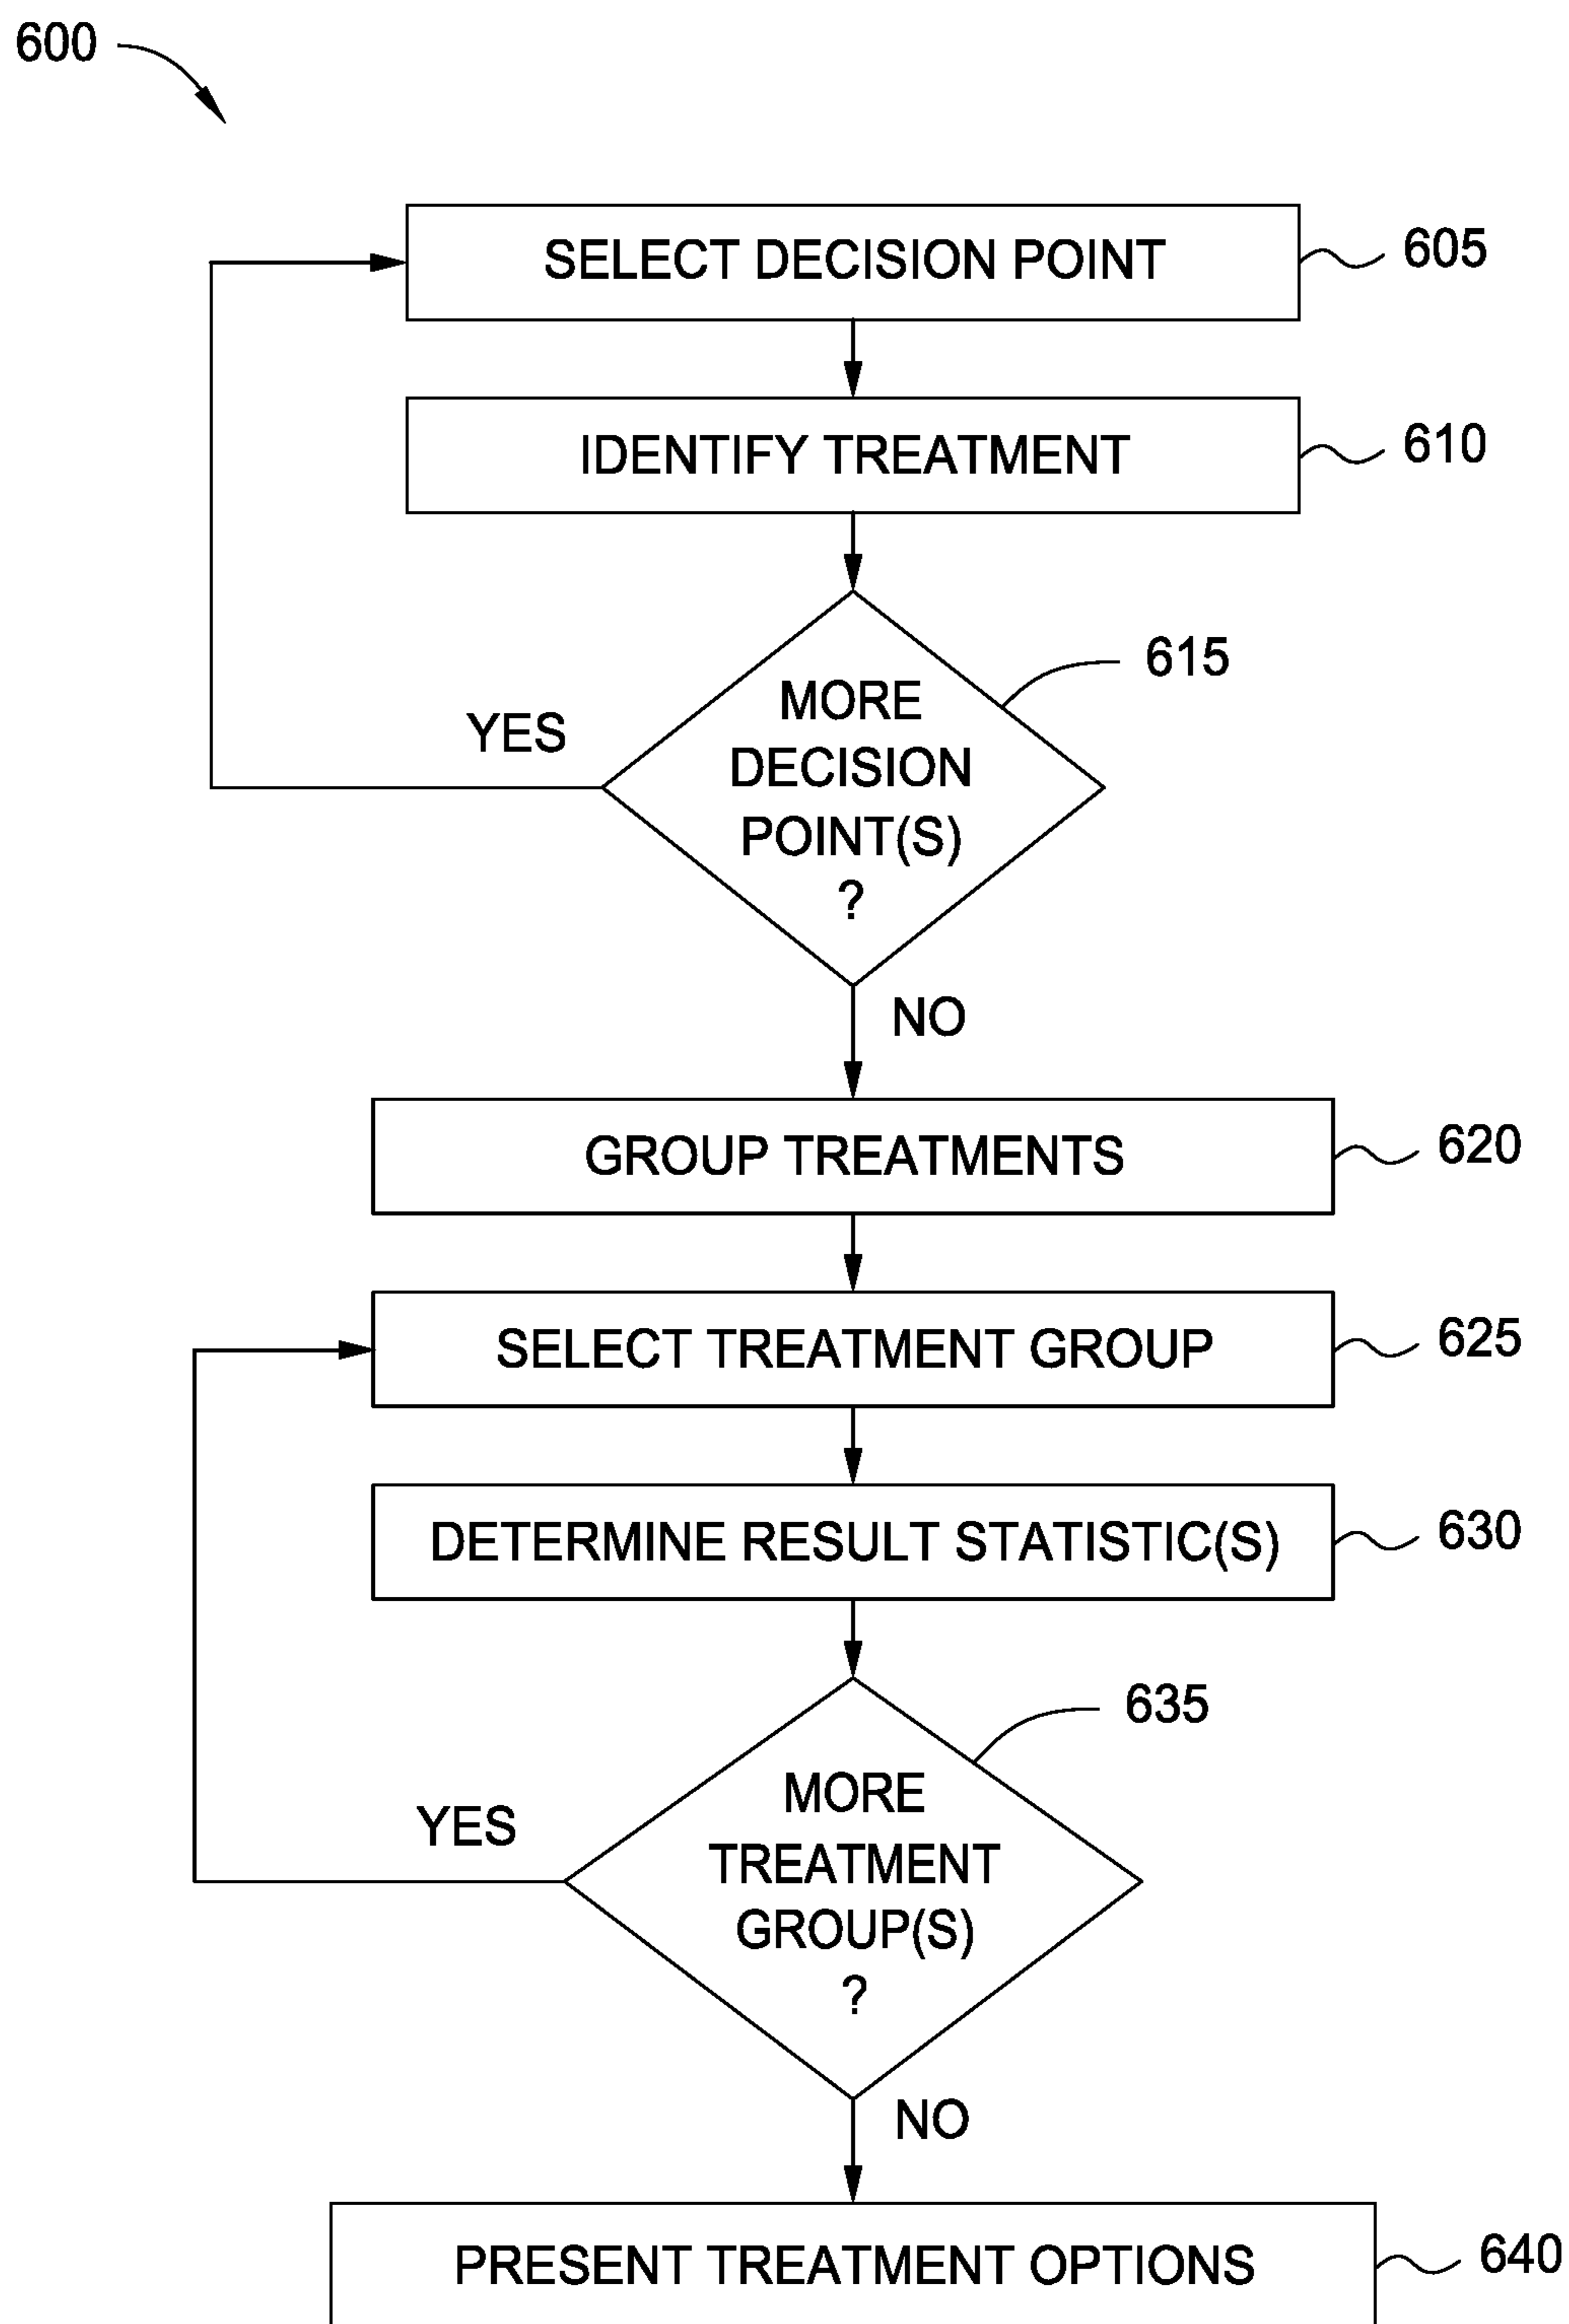 600
SELECT DECISION POINT
605
IDENTIFY TREATMENT
610
615
MORE
DECISION
POINT(S)
?
YES
NO
GROUP TREATMENTS
620
SELECT TREATMENT GROUP
625
DETERMINE RESULT STATISTIC(S)
630
635
MORE
TREATMENT
GROUP(S)
?
YES
NO
PRESENT TREATMENT OPTIONS
640